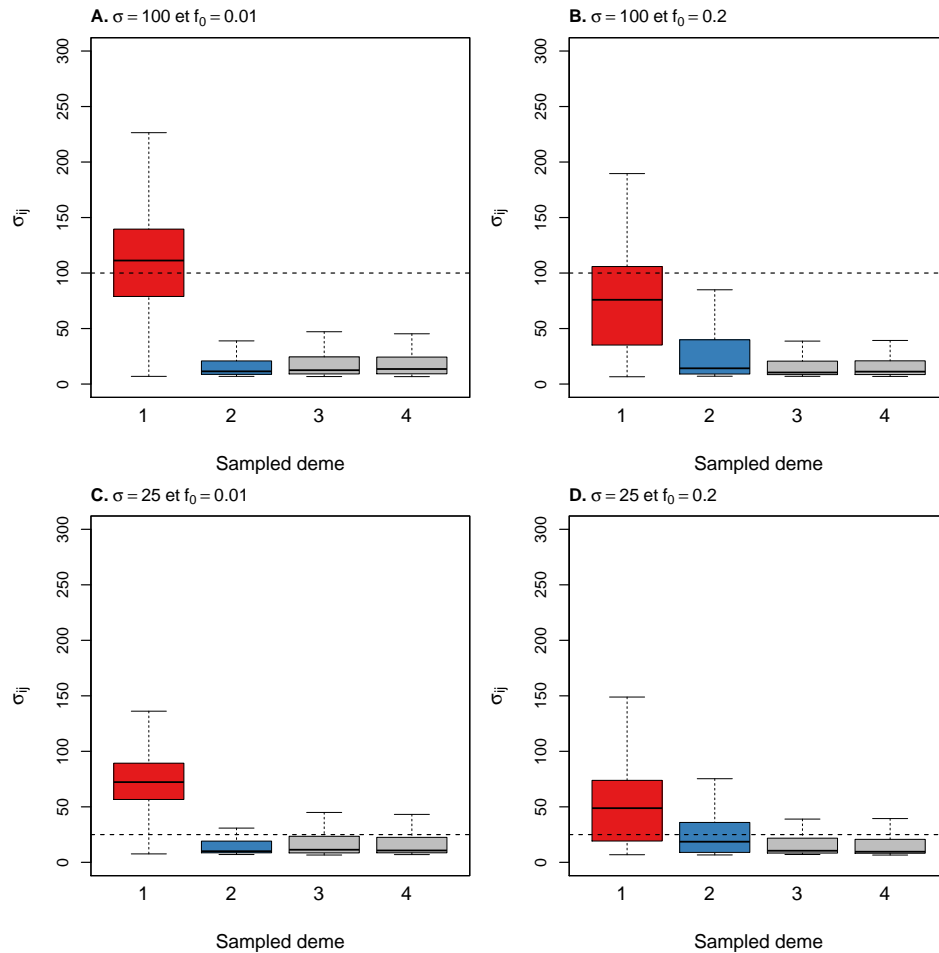 A. σ = 100 et f₀ = 0.01
300
250
200
150
100
50
0
σij
1 2 3 4
Sampled deme
B. σ = 100 et f₀ = 0.2
300
250
200
150
100
50
0
σij
1 2 3 4
Sampled deme
C. σ = 25 et f₀ = 0.01
300
250
200
150
100
50
0
σij
1 2 3 4
Sampled deme
D. σ = 25 et f₀ = 0.2
300
250
200
150
100
50
0
σij
1 2 3 4
Sampled deme